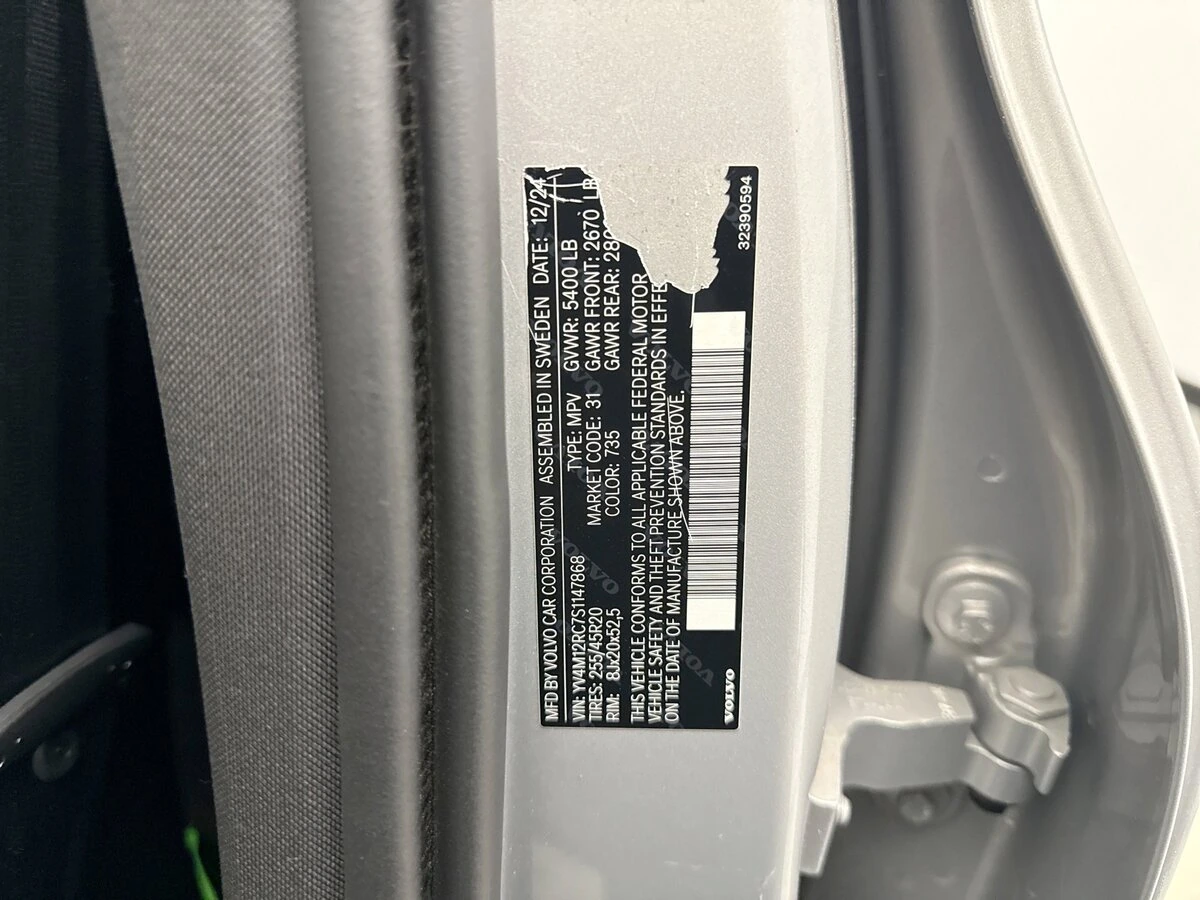 MFD BY VOLVO CAR CORPORATION ASSEMBLED IN SWEDEN DATE: 12/24
VIN: YV4M12RC7S1147868 TYPE: MPV GVWR: 5400 LB
TIRES: 255/45R20 MARKET CODE: 31 GAWR FRONT: 2670 LB
RIM: 8Jx20x52,5 COLOR: 735 GAWR REAR:
THIS VEHICLE CONFORMS TO ALL APPLICABLE FEDERAL MOTOR
VEHICLE SAFETY AND THEFT PREVENTION STANDARDS IN EFFE
ON THE DATE OF MANUFACTURE SHOWN ABOVE.
VOLVO
32390594